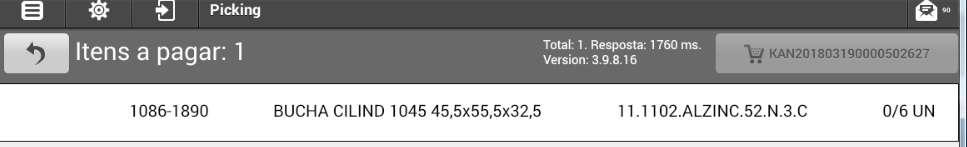 Picking
90
Itens a pagar: 1
Total: 1. Resposta: 1760 ms.
Version: 3.9.8.16
KAN201803190000502627
1086-1890 BUCHA CILIND 1045 45,5x55,5x32,5 11.1102.ALZINC.52.N.3.C 0/6 UN